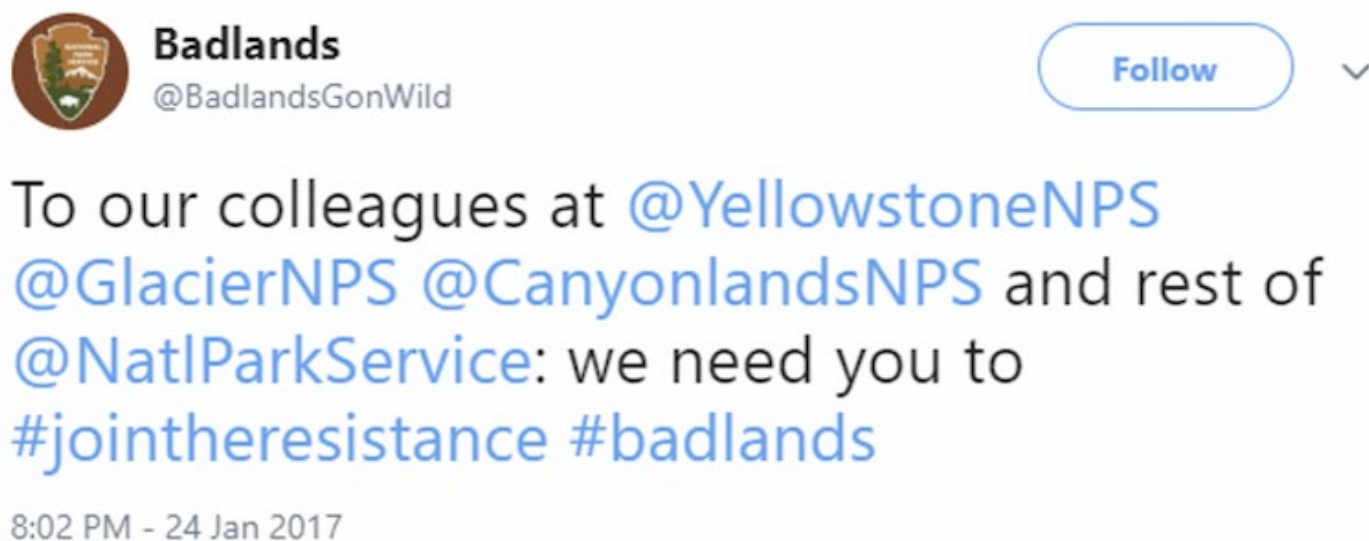 Badlands
@BadlandsGonWild
Follow
To our colleagues at @YellowstoneNPS
@GlacierNPS @CanyonlandsNPS and rest of
@NatlParkService: we need you to
#jointheresistance #badlands
8:02 PM - 24 Jan 2017